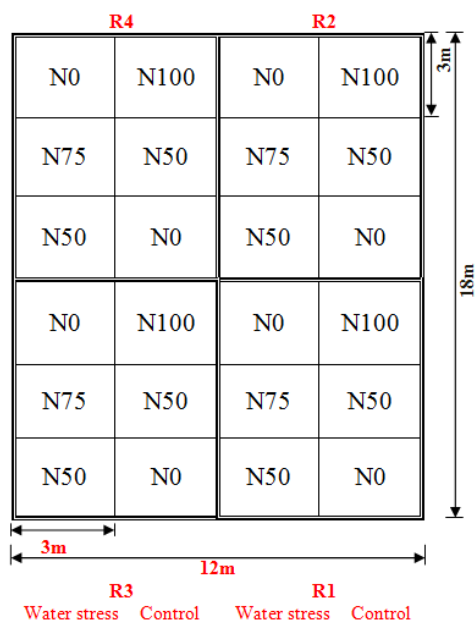 R4 R2
N0 N100 N0 N100
3m
N75 N50 N75 N50
N50 N0 N50 N0
18m
N0 N100 N0 N100
N75 N50 N75 N50
N50 N0 N50 N0
3m
12m
R3 R1
Water stress Control Water stress Control